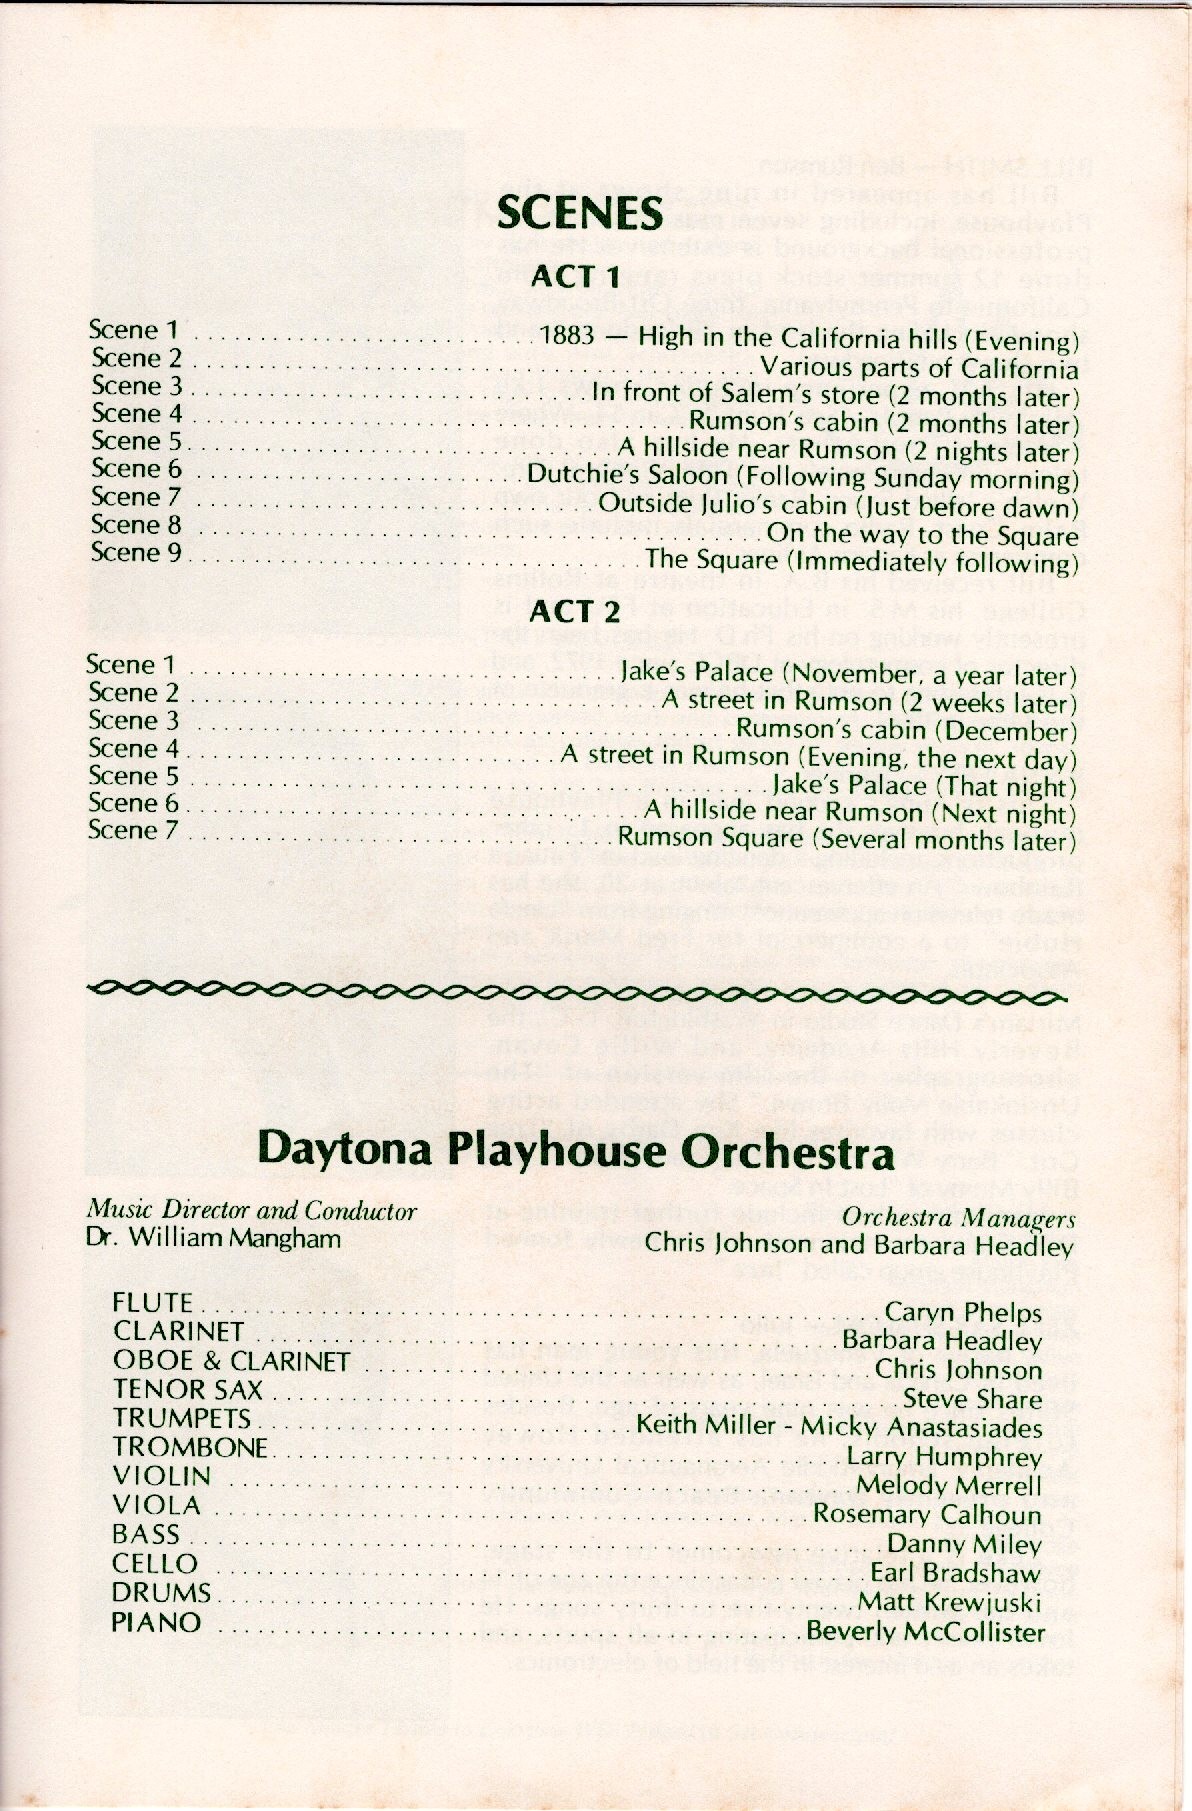 SCENES
ACT 1
Scene 1 . . . . . . . . . . . . . . . . . . . . . . . . . 1883 — High in the California hills (Evening)
Scene 2 . . . . . . . . . . . . . . . . . . . . . . . . . Various parts of California
Scene 3 . . . . . . . . . . . . . . . . . . . . . . . . . In front of Salem's store (2 months later)
Scene 4 . . . . . . . . . . . . . . . . . . . . . . . . . Rumson's cabin (2 months later)
Scene 5 . . . . . . . . . . . . . . . . . . . . . . . . . A hillside near Rumson (2 nights later)
Scene 6 . . . . . . . . . . . . . . . . . . . . . . . . . Dutchie's Saloon (Following Sunday morning)
Scene 7 . . . . . . . . . . . . . . . . . . . . . . . . . Outside Julio's cabin (Just before dawn)
Scene 8 . . . . . . . . . . . . . . . . . . . . . . . . . On the way to the Square
Scene 9 . . . . . . . . . . . . . . . . . . . . . . . . . The Square (Immediately following)
ACT 2
Scene 1 . . . . . . . . . . . . . . . . . . . . . . . . . Jake's Palace (November, a year later)
Scene 2 . . . . . . . . . . . . . . . . . . . . . . . . . A street in Rumson (2 weeks later)
Scene 3 . . . . . . . . . . . . . . . . . . . . . . . . . Rumson's cabin (December)
Scene 4 . . . . . . . . . . . . . . . . . . . . . . . . . A street in Rumson (Evening, the next day)
Scene 5 . . . . . . . . . . . . . . . . . . . . . . . . . Jake's Palace (That night)
Scene 6 . . . . . . . . . . . . . . . . . . . . . . . . . A hillside near Rumson (Next night)
Scene 7 . . . . . . . . . . . . . . . . . . . . . . . . . Rumson Square (Several months later)
Daytona Playhouse Orchestra
Music Director and Conductor
Dr. William Mangham
Orchestra Managers
Chris Johnson and Barbara Headley
FLUTE . . . . . . . . . . . . . . . . . . . . . . . . . Caryn Phelps
CLARINET . . . . . . . . . . . . . . . . . . . . . . . . . Barbara Headley
OBOE & CLARINET . . . . . . . . . . . . . . . . . . . . . . . . . Chris Johnson
TENOR SAX . . . . . . . . . . . . . . . . . . . . . . . . . Steve Share
TRUMPETS . . . . . . . . . . . . . . . . . . . . . . . . . Keith Miller - Micky Anastasiades
TROMBONE . . . . . . . . . . . . . . . . . . . . . . . . . Larry Humphrey
VIOLIN . . . . . . . . . . . . . . . . . . . . . . . . . Melody Merrell
VIOLA . . . . . . . . . . . . . . . . . . . . . . . . . Rosemary Calhoun
BASS . . . . . . . . . . . . . . . . . . . . . . . . . Danny Miley
CELLO . . . . . . . . . . . . . . . . . . . . . . . . . Earl Bradshaw
DRUMS . . . . . . . . . . . . . . . . . . . . . . . . . Matt Krewjuski
PIANO . . . . . . . . . . . . . . . . . . . . . . . . . Beverly McCollister